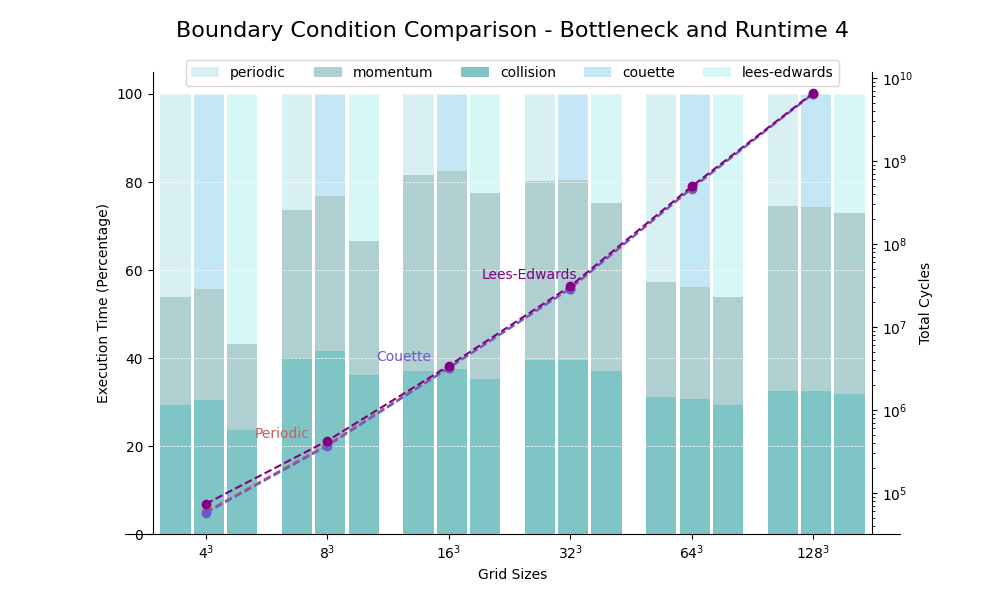 Boundary Condition Comparison - Bottleneck and Runtime 4
periodic momentum collision couette lees-edwards
100
80
60
40
20
0
Execution Time (Percentage)
Periodic
Couette
Lees-Edwards
10¹⁰
10⁹
10⁸
10⁷
10⁶
10⁵
Total Cycles
4³ 8³ 16³ 32³ 64³ 128³
Grid Sizes